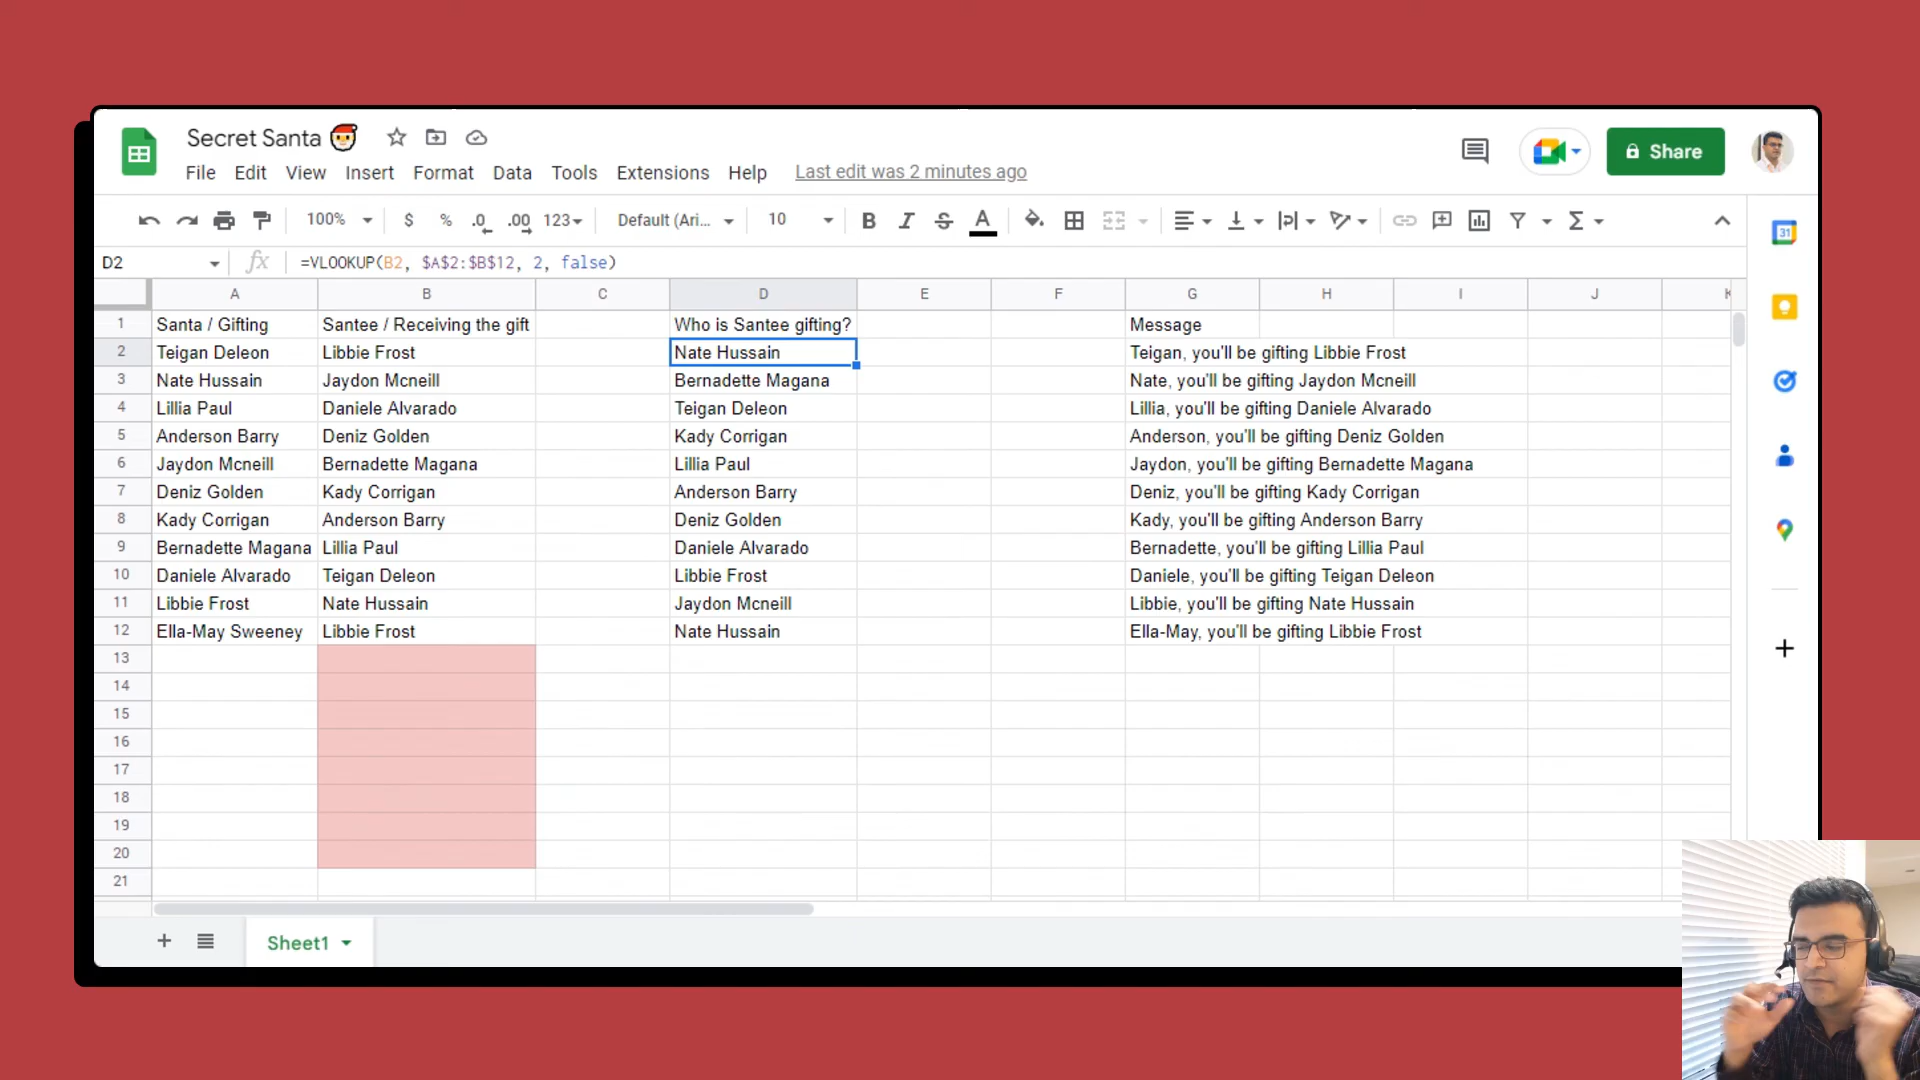 Secret Santa
File Edit View Insert Format Data Tools Extensions Help Last edit was 2 minutes ago
Share
100% $ % .0 .00 123 Default (Ari... 10 B I S A
31
D2 fx =VLOOKUP(B2, $A$2:$B$12, 2, false)
A B C D E F G H I J K
1 Santa / Gifting Santee / Receiving the gift Who is Santee gifting? Message
2 Teigan Deleon Libbie Frost Nate Hussain Teigan, you'll be gifting Libbie Frost
3 Nate Hussain Jaydon Mcneill Bernadette Magana Nate, you'll be gifting Jaydon Mcneill
4 Lillia Paul Daniele Alvarado Teigan Deleon Lillia, you'll be gifting Daniele Alvarado
5 Anderson Barry Deniz Golden Kady Corrigan Anderson, you'll be gifting Deniz Golden
6 Jaydon Mcneill Bernadette Magana Lillia Paul Jaydon, you'll be gifting Bernadette Magana
7 Deniz Golden Kady Corrigan Anderson Barry Deniz, you'll be gifting Kady Corrigan
8 Kady Corrigan Anderson Barry Deniz Golden Kady, you'll be gifting Anderson Barry
9 Bernadette Magana Lillia Paul Daniele Alvarado Bernadette, you'll be gifting Lillia Paul
10 Daniele Alvarado Teigan Deleon Libbie Frost Daniele, you'll be gifting Teigan Deleon
11 Libbie Frost Nate Hussain Jaydon Mcneill Libbie, you'll be gifting Nate Hussain
12 Ella-May Sweeney Libbie Frost Nate Hussain Ella-May, you'll be gifting Libbie Frost
13
14
15
16
17
18
19
20
21
Sheet1